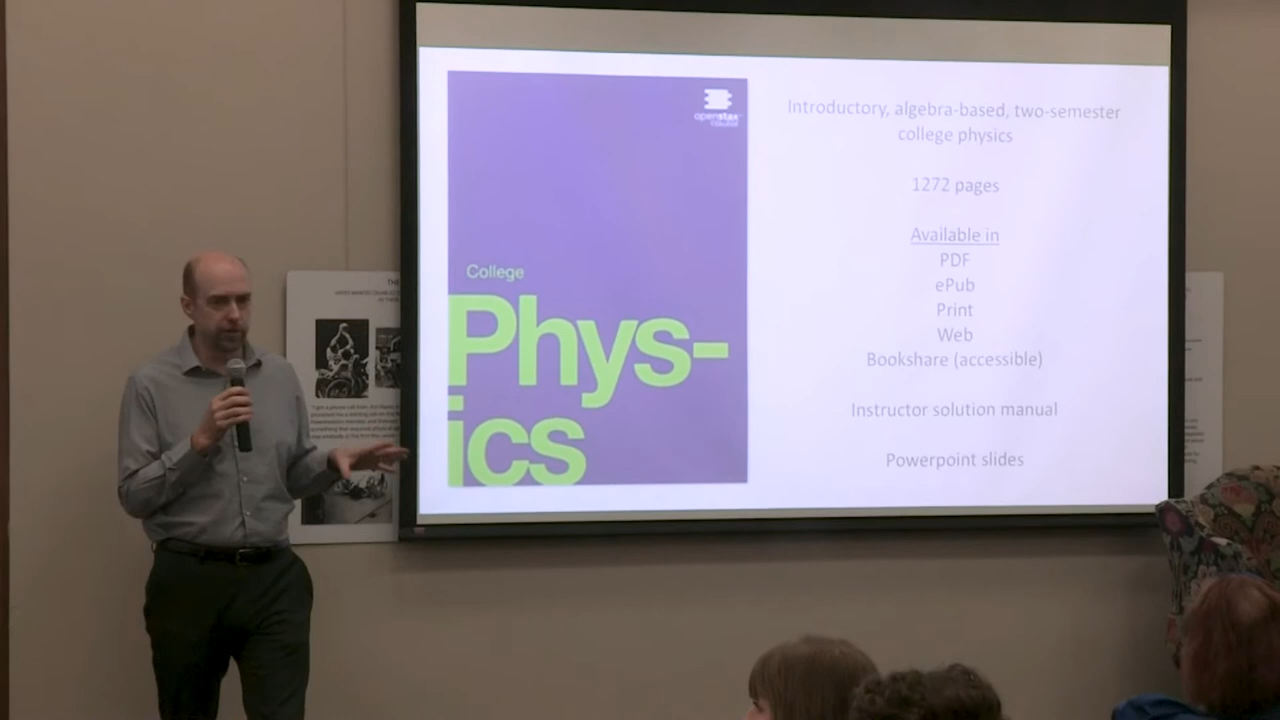 openstax
COLLEGE
College
Phys-
ics
Introductory, algebra-based, two-semester
college physics
1272 pages
Available in
PDF
ePub
Print
Web
Bookshare (accessible)
Instructor solution manual
Powerpoint slides